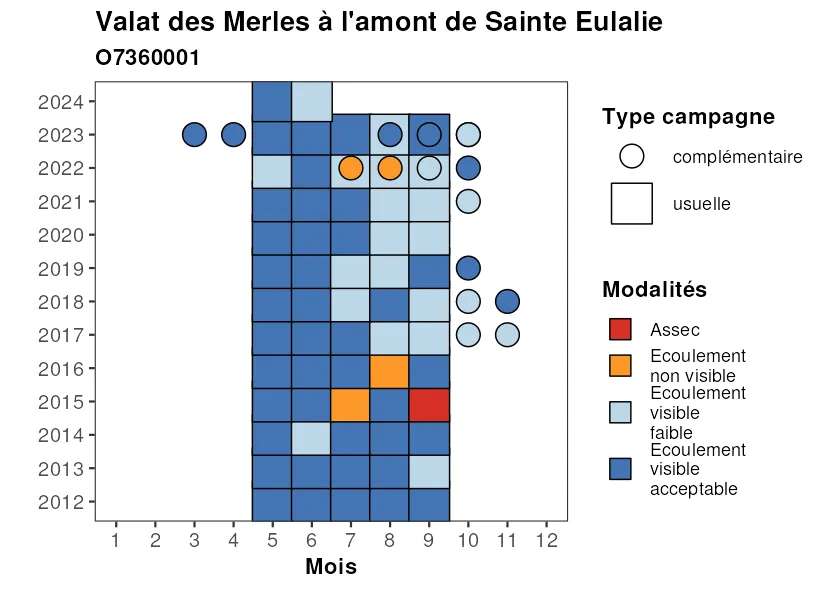 Valat des Merles à l'amont de Sainte Eulalie
O7360001
2024
2023
2022
2021
2020
2019
2018
2017
2016
2015
2014
2013
2012
1 2 3 4 5 6 7 8 9 10 11 12
Mois
Type campagne
complémentaire
usuelle
Modalités
Assec
Ecoulement
non visible
Ecoulement
visible
faible
Ecoulement
visible
acceptable